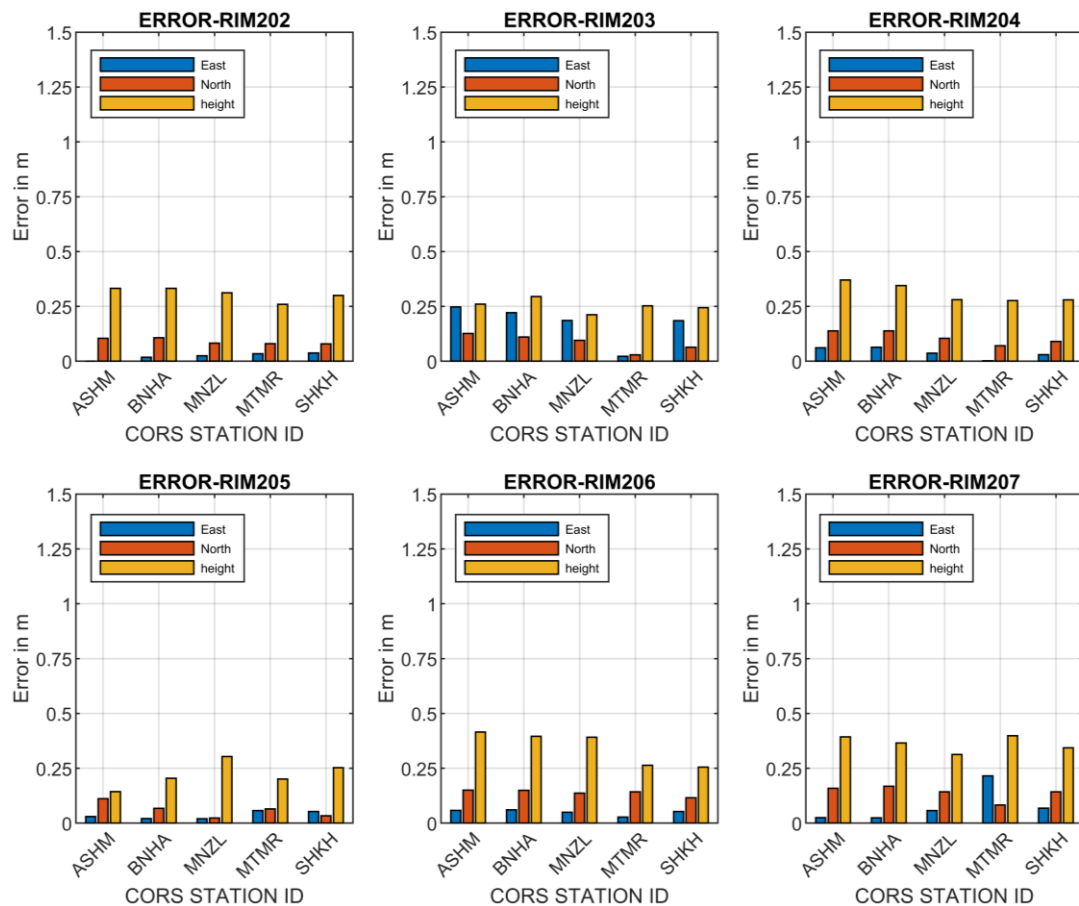 ERROR-RIM202
1.5
1.25
1
0.75
0.5
0.25
0
Error in m
East
North
height
ASHM
BNHA
MNZL
MTMR
SHKH
CORS STATION ID
ERROR-RIM203
1.5
1.25
1
0.75
0.5
0.25
0
Error in m
East
North
height
ASHM
BNHA
MNZL
MTMR
SHKH
CORS STATION ID
ERROR-RIM204
1.5
1.25
1
0.75
0.5
0.25
0
Error in m
East
North
height
ASHM
BNHA
MNZL
MTMR
SHKH
CORS STATION ID
ERROR-RIM205
1.5
1.25
1
0.75
0.5
0.25
0
Error in m
East
North
height
ASHM
BNHA
MNZL
MTMR
SHKH
CORS STATION ID
ERROR-RIM206
1.5
1.25
1
0.75
0.5
0.25
0
Error in m
East
North
height
ASHM
BNHA
MNZL
MTMR
SHKH
CORS STATION ID
ERROR-RIM207
1.5
1.25
1
0.75
0.5
0.25
0
Error in m
East
North
height
ASHM
BNHA
MNZL
MTMR
SHKH
CORS STATION ID